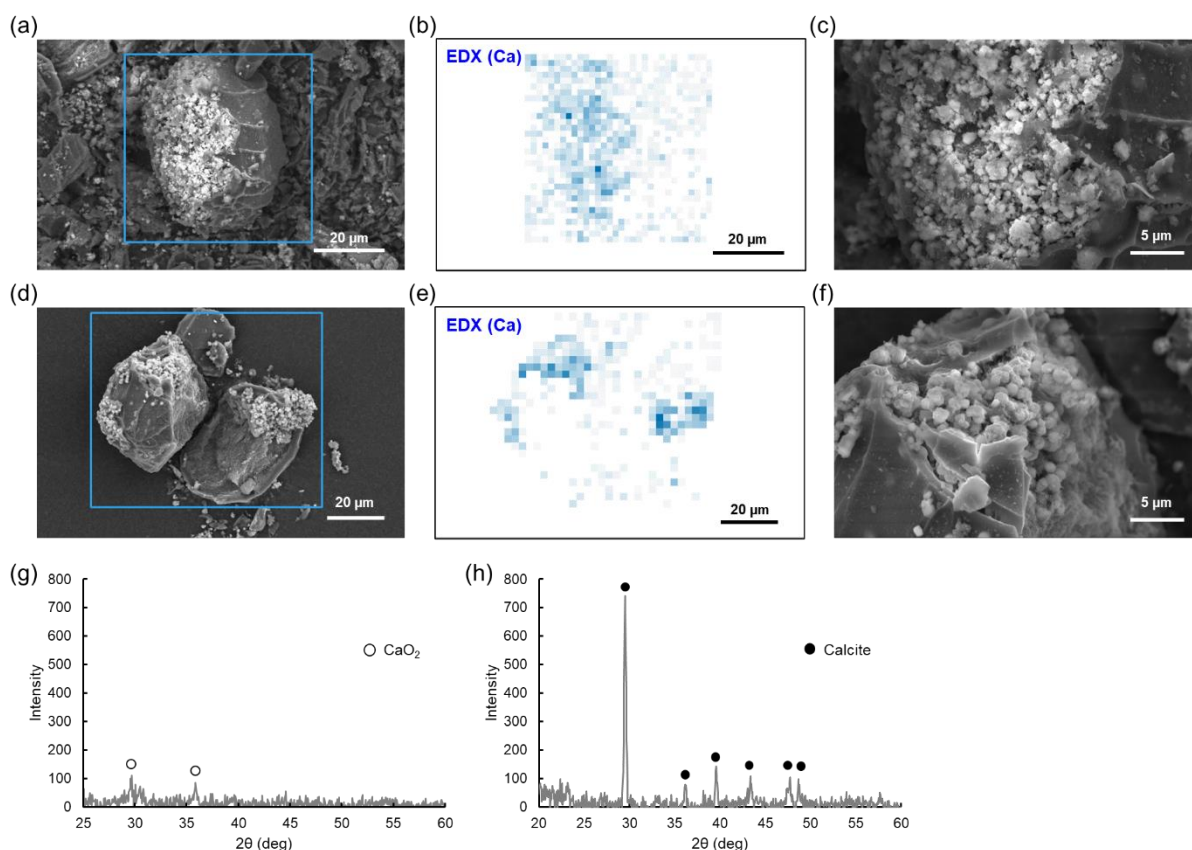 (a)
20 µm
(b)
EDX (Ca)
20 µm
(c)
5 µm
(d)
20 µm
(e)
EDX (Ca)
20 µm
(f)
5 µm
(g)
800
700
600
500
400
300
200
100
0
Intensity
25 30 35 40 45 50 55 60
2θ (deg)
CaO₂
(h)
800
700
600
500
400
300
200
100
0
Intensity
20 25 30 35 40 45 50 55 60
2θ (deg)
Calcite